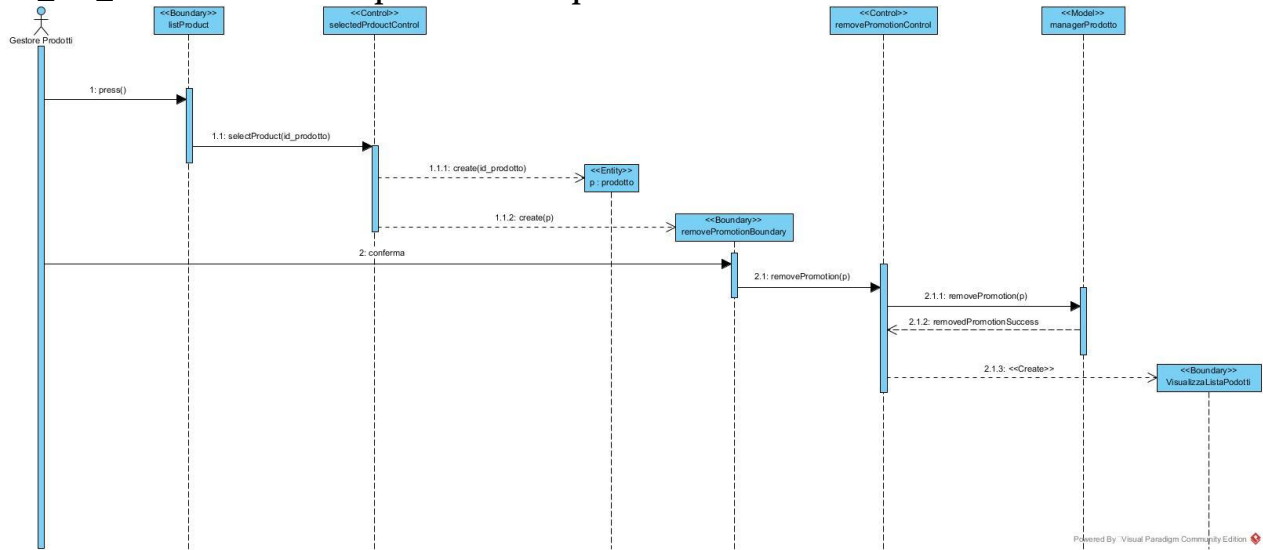 <<Boundary>>
listProduct
<<Control>>
selectedPrdouctControl
<<Control>>
removePromotionControl
<<Model>>
managerProdotto
Gestore Prodotti
1: press()
1.1: selectProduct(id_prodotto)
1.1.1: create(id_prodotto)
<<Entity>>
p : prodotto
1.1.2: create(p)
<<Boundary>>
removePromotionBoundary
2: conferma
2.1: removePromotion(p)
2.1.1: removePromotion(p)
2.1.2: removedPromotionSuccess
2.1.3: <<Create>>
<<Boundary>>
VisualizzaListaPodotti
Powered By Visual Paradigm Community Edition